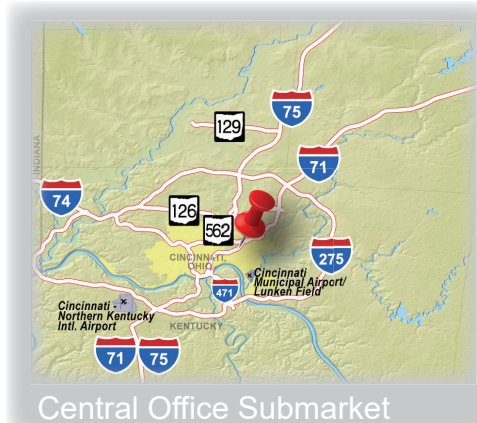 75
129
71
INDIANA
74
126
562
CINCINNATI,
OHIO
275
Cincinnati
Municipal Airport/
Lunken Field
471
Cincinnati -
Northern Kentucky
Intl. Airport
KENTUCKY
71
75
Central Office Submarket